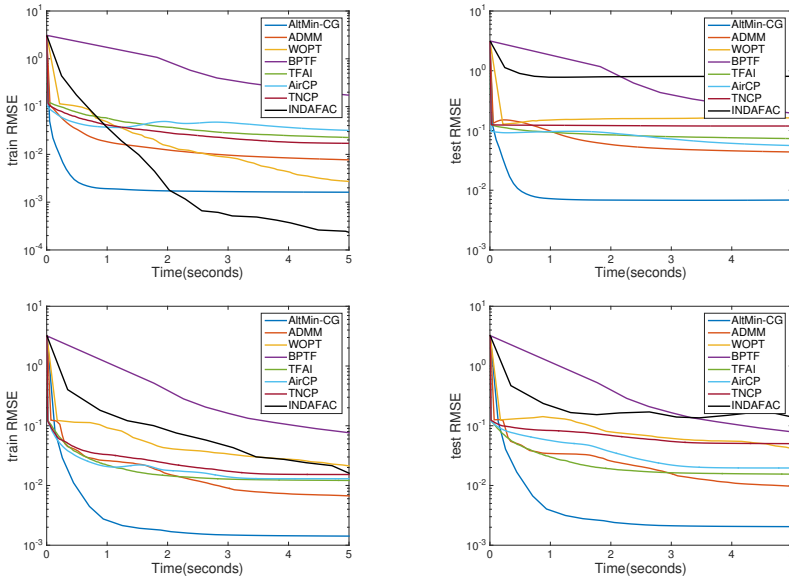 10^1
10^0
10^-1
10^-2
10^-3
10^-4
train RMSE
0 1 2 3 4 5
Time(seconds)
AltMin-CG
ADMM
WOPT
BPTF
TFAI
AirCP
TNCP
INDAFAC
10^1
10^0
10^-1
10^-2
10^-3
test RMSE
0 1 2 3 4
Time(seconds)
AltMin-CG
ADMM
WOPT
BPTF
TFAI
AirCP
TNCP
INDAFAC
10^1
10^0
10^-1
10^-2
10^-3
train RMSE
0 1 2 3 4 5
Time(seconds)
AltMin-CG
ADMM
WOPT
BPTF
TFAI
AirCP
TNCP
INDAFAC
10^1
10^0
10^-1
10^-2
10^-3
test RMSE
0 1 2 3 4
Time(seconds)
AltMin-CG
ADMM
WOPT
BPTF
TFAI
AirCP
TNCP
INDAFAC